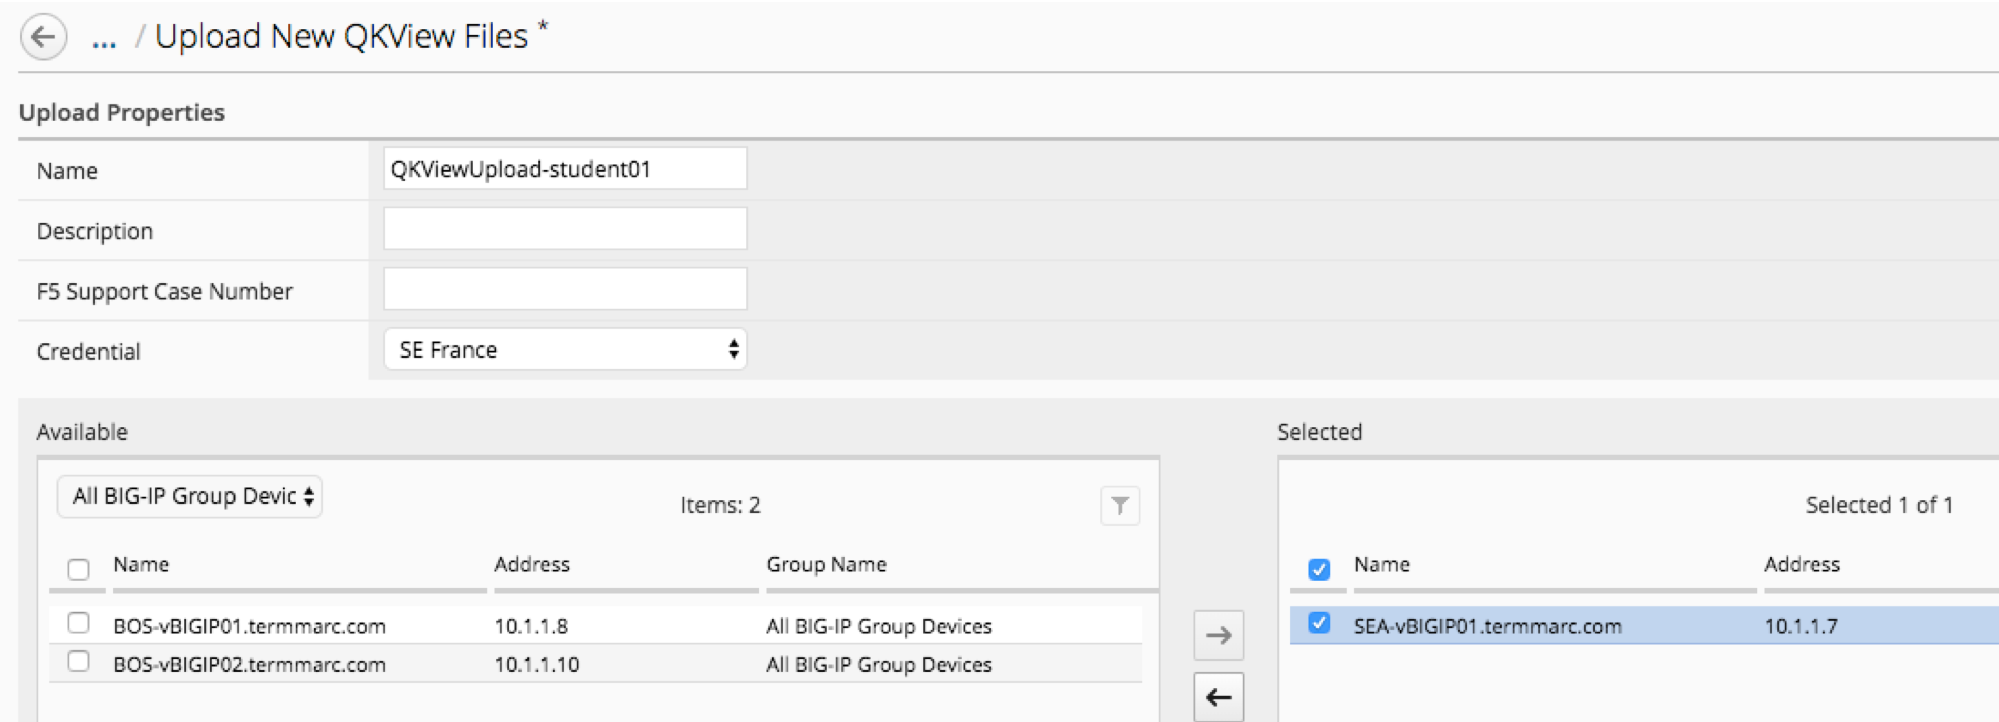 ... / Upload New QKView Files *
Upload Properties
Name QKViewUpload-student01
Description
F5 Support Case Number
Credential SE France
Available
All BIG-IP Group Devic Items: 2
Name Address Group Name
BOS-vBIGIP01.termmarc.com 10.1.1.8 All BIG-IP Group Devices
BOS-vBIGIP02.termmarc.com 10.1.1.10 All BIG-IP Group Devices
Selected
Selected 1 of 1
Name Address
SEA-vBIGIP01.termmarc.com 10.1.1.7